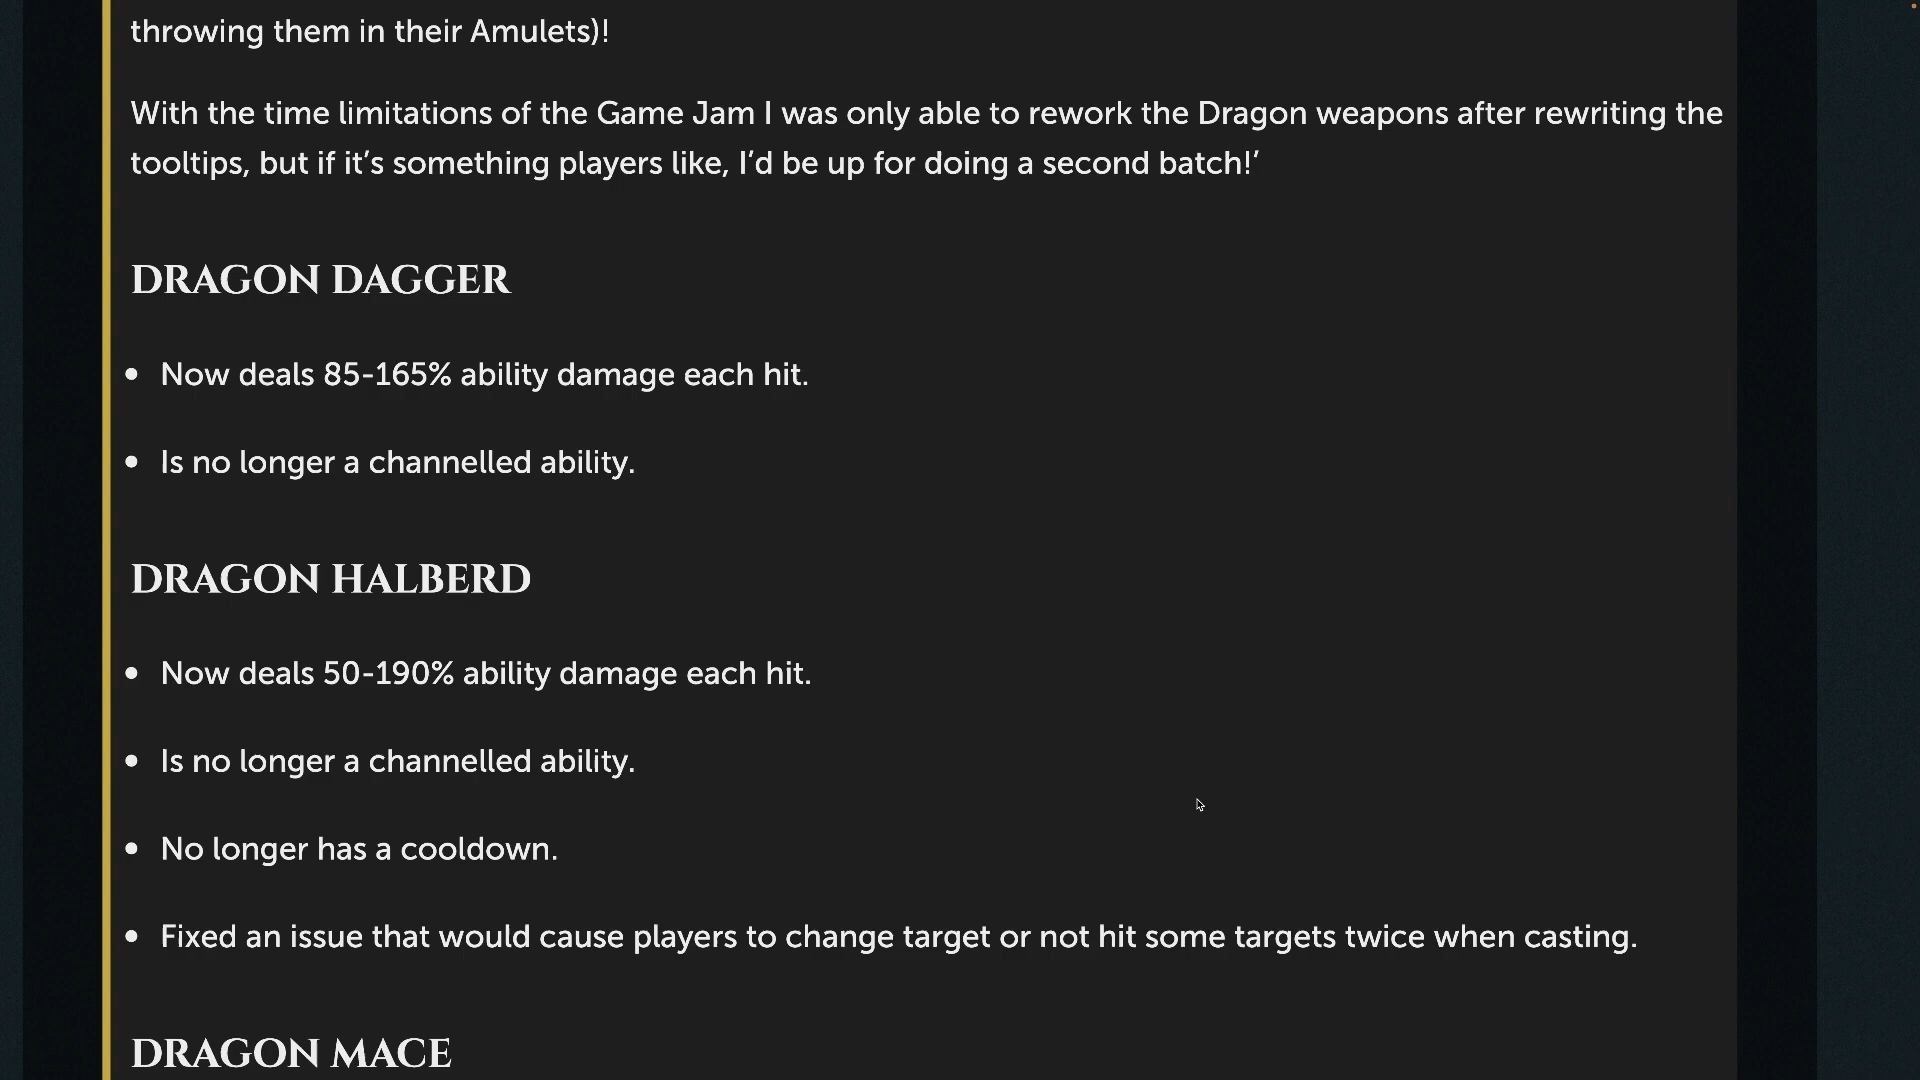 throwing them in their Amulets)!
With the time limitations of the Game Jam I was only able to rework the Dragon weapons after rewriting the
tooltips, but if it’s something players like, I’d be up for doing a second batch!’
DRAGON DAGGER
• Now deals 85-165% ability damage each hit.
• Is no longer a channelled ability.
DRAGON HALBERD
• Now deals 50-190% ability damage each hit.
• Is no longer a channelled ability.
• No longer has a cooldown.
• Fixed an issue that would cause players to change target or not hit some targets twice when casting.
DRAGON MACE